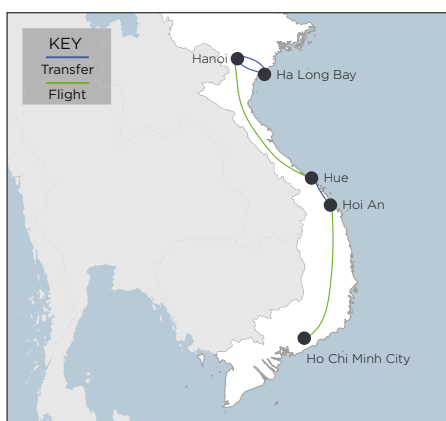 KEY
Transfer
Flight
Hanoi
Ha Long Bay
Hue
Hoi An
Ho Chi Minh City